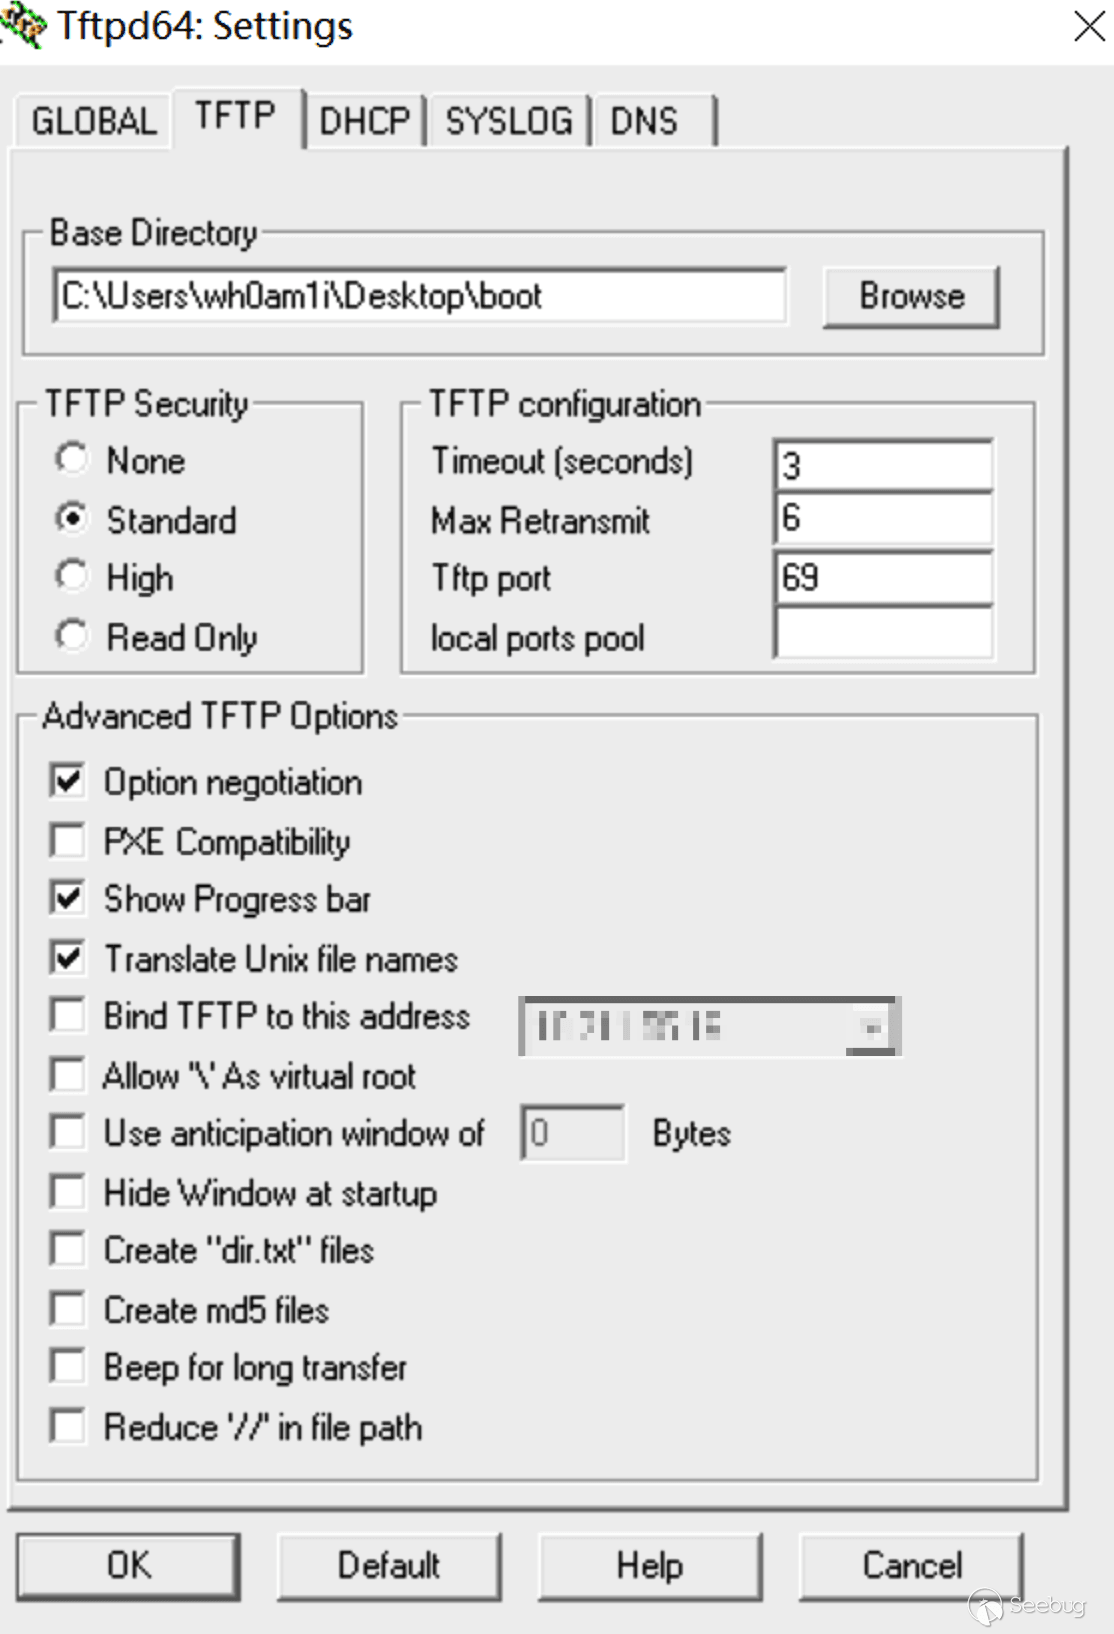 Tftpd64: Settings
GLOBAL TFTP DHCP SYSLOG DNS
Base Directory
C:\Users\wh0am1i\Desktop\boot Browse
TFTP Security
None
Standard
High
Read Only
TFTP configuration
Timeout (seconds) 3
Max Retransmit 6
Tftp port 69
local ports pool
Advanced TFTP Options
Option negotiation
PXE Compatibility
Show Progress bar
Translate Unix file names
Bind TFTP to this address
Allow '\' As virtual root
Use anticipation window of 0 Bytes
Hide Window at startup
Create "dir.txt" files
Create md5 files
Beep for long transfer
Reduce '//' in file path
OK Default Help Cancel
Seebug